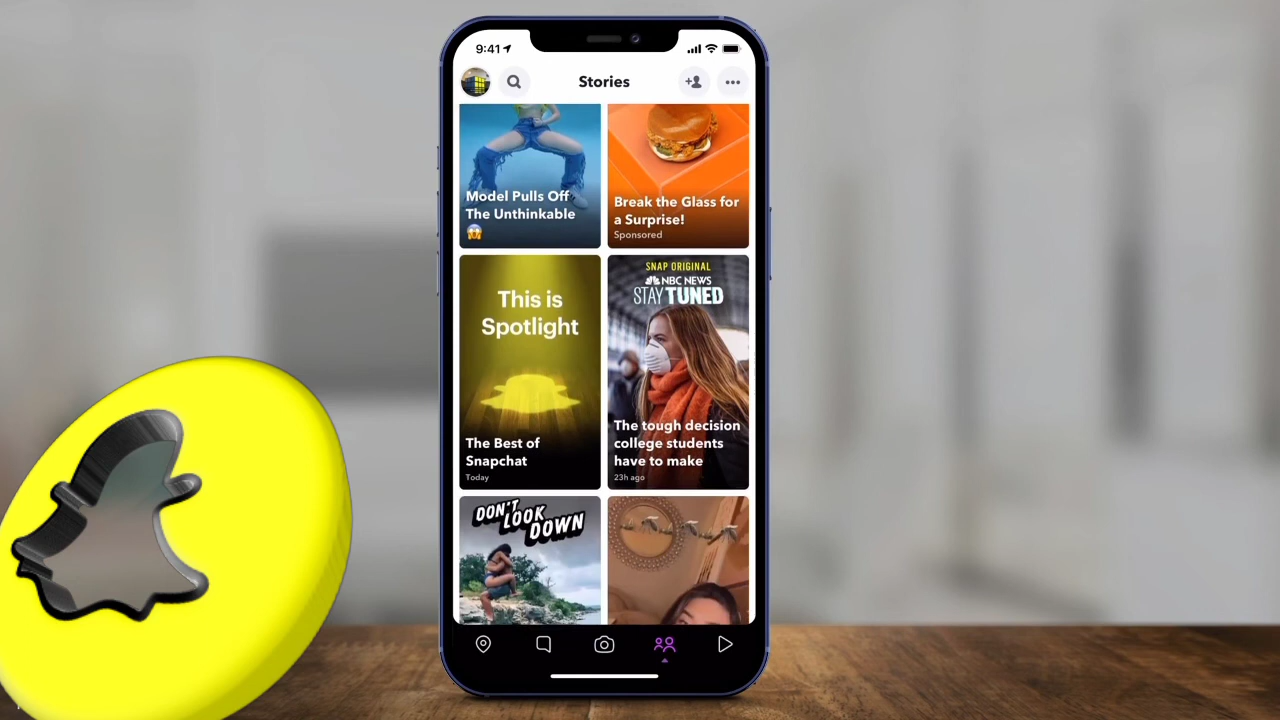 9:41
Stories
Model Pulls Off
The Unthinkable
😱
Break the Glass for
a Surprise!
Sponsored
This is
Spotlight
The Best of
Snapchat
Today
SNAP ORIGINAL
NBC NEWS
STAY TUNED
The tough decision
college students
have to make
23h ago
DON'T
LOOK
DOWN